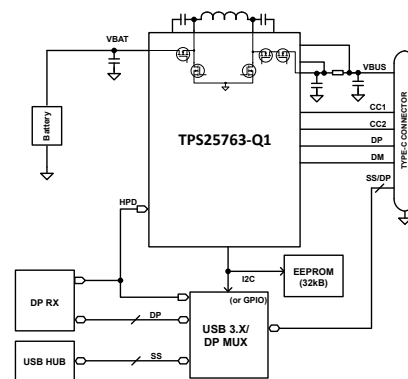 VBAT
VBUS
Battery
TPS25763-Q1
CC1
CC2
DP
DM
TYPE-C CONNECTOR
SS/DP
HPD
I2C
EEPROM
(32kB)
(or GPIO)
DP RX
DP
USB 3.X/
DP MUX
USB HUB
SS